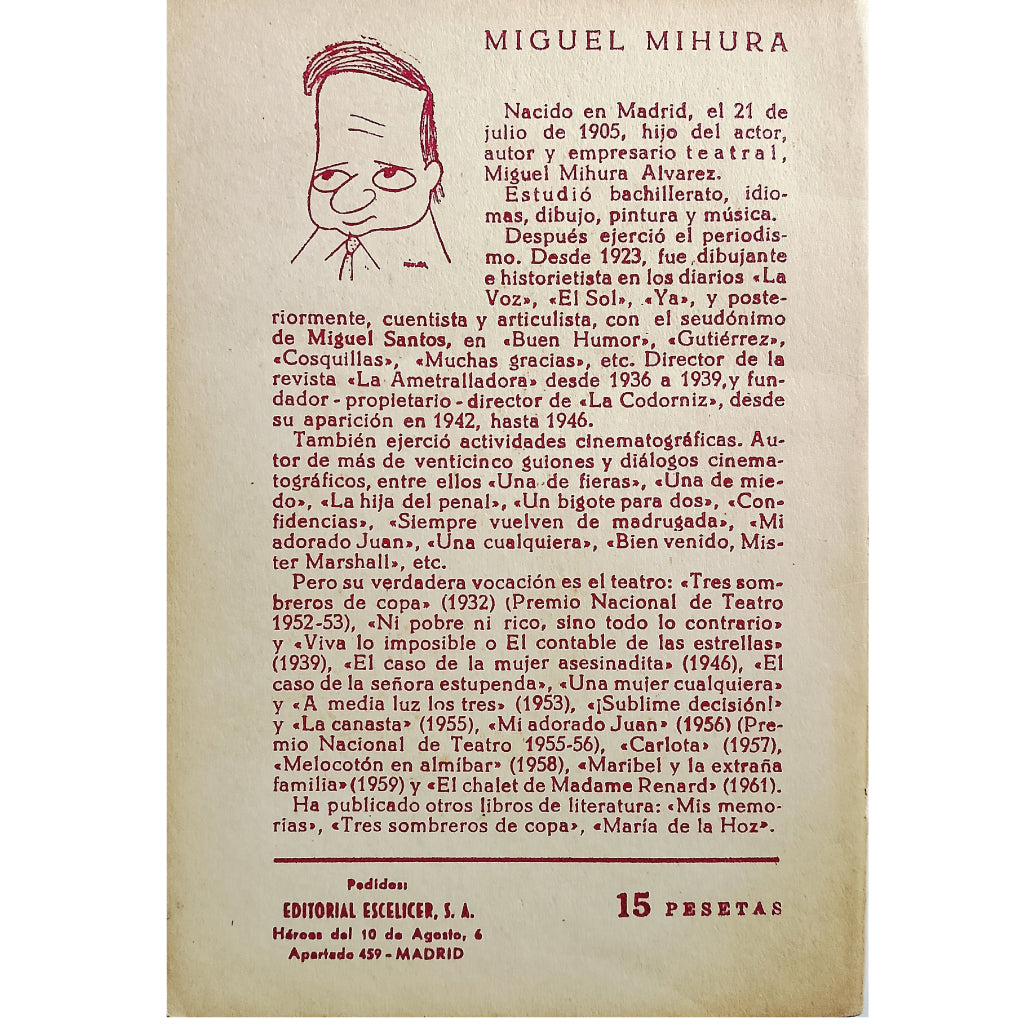 MIGUEL MIHURA
Nacido en Madrid, el 21 de
julio de 1905, hijo del actor,
autor y empresario teatral,
Miguel Mihura Alvarez.
Estudió bachillerato, idio-
mas, dibujo, pintura y música.
Después ejerció el periodis-
mo. Desde 1923, fue dibujante
e historietista en los diarios «La
Voz», «El Sol», «Ya», y poste-
riormente, cuentista y articulista, con el seudónimo
de Miguel Santos, en «Buen Humor», «Gutiérrez»,
«Cosquillas», «Muchas gracias», etc. Director de la
revista «La Ametralladora» desde 1936 a 1939,y fun-
dador - propietario - director de «La Codorniz», desde
su aparición en 1942, hasta 1946.
También ejerció actividades cinematográficas. Au-
tor de más de venticinco guiones y diálogos cinema-
tográficos, entre ellos «Una de fieras», «Una de mie-
do», «La hija del penal», «Un bigote para dos», «Con-
fidencias», «Siempre vuelven de madrugada», «Mi
adorado Juan», «Una cualquiera», «Bien venido, Mis-
ter Marshall», etc.
Pero su verdadera vocación es el teatro: «Tres som-
breros de copa» (1932) (Premio Nacional de Teatro
1952-53), «Ni pobre ni rico, sino todo lo contrario»
y «Viva lo imposible o El contable de las estrellas»
(1939), «El caso de la mujer asesinadita» (1946), «El
caso de la señora estupenda», «Una mujer cualquiera»
y «A media luz los tres» (1953), «¡Sublime decisión!»
y «La canasta» (1955), «Mi adorado Juan» (1956) (Pre-
mio Nacional de Teatro 1955-56), «Carlota» (1957),
«Melocotón en almíbar» (1958), «Maribel y la extraña
familia» (1959) y «El chalet de Madame Renard» (1961).
Ha publicado otros libros de literatura: «Mis memo-
rias», «Tres sombreros de copa», «María de la Hoz».
Pedidos:
EDITORIAL ESCELICER, S. A.
Héroes del 10 de Agosto, 6
Apartado 459 - MADRID
15 PESETAS